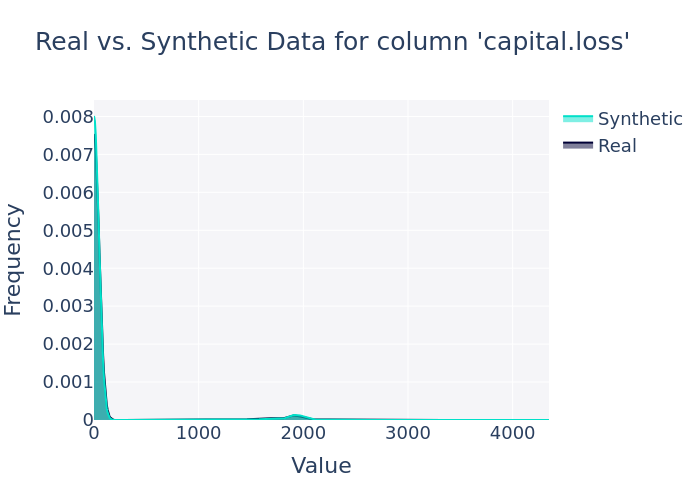 Real vs. Synthetic Data for column 'capital.loss'
Synthetic
Real
0.008
0.007
0.006
0.005
0.004
0.003
0.002
0.001
0
0 1000 2000 3000 4000
Frequency
Value